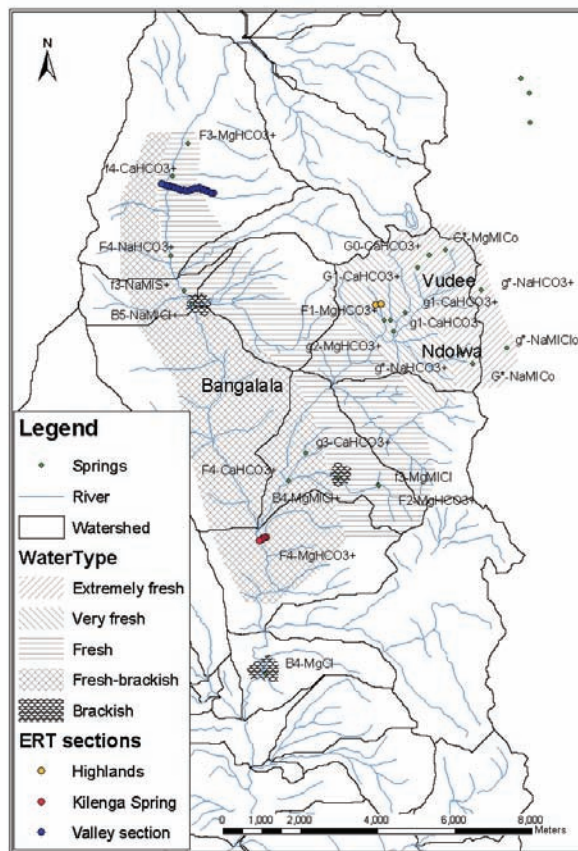 N
F3-MgHCO3+
f4-CaHCO3+
G0-CaHCO3+
G*-MgMICo
F4-NaHCO3+
G1-CaHCO3+
Vudee
g*-NaHCO3+
f3-NaMIS+
F1-MgHCO3+
g1-CaHCO3+
B5-NaMICl+
g1-CaHCO3
g*-NaMIClo
g2-MgHCO3+
Ndolwa
g*-NaHCO3+
G*-NaMICo
Bangalala
g3-CaHCO3+
F4-CaHCO3+
f3-MgMICl
B4-MgMICl+
F2-MgHCO3+
F4-MgHCO3+
B4-MgCl
Legend
Springs
River
Watershed
WaterType
Extremely fresh
Very fresh
Fresh
Fresh-brackish
Brackish
ERT sections
Highlands
Kilenga Spring
Valley section
0 1,000 2,000 4,000 6,000 8,000
Meters